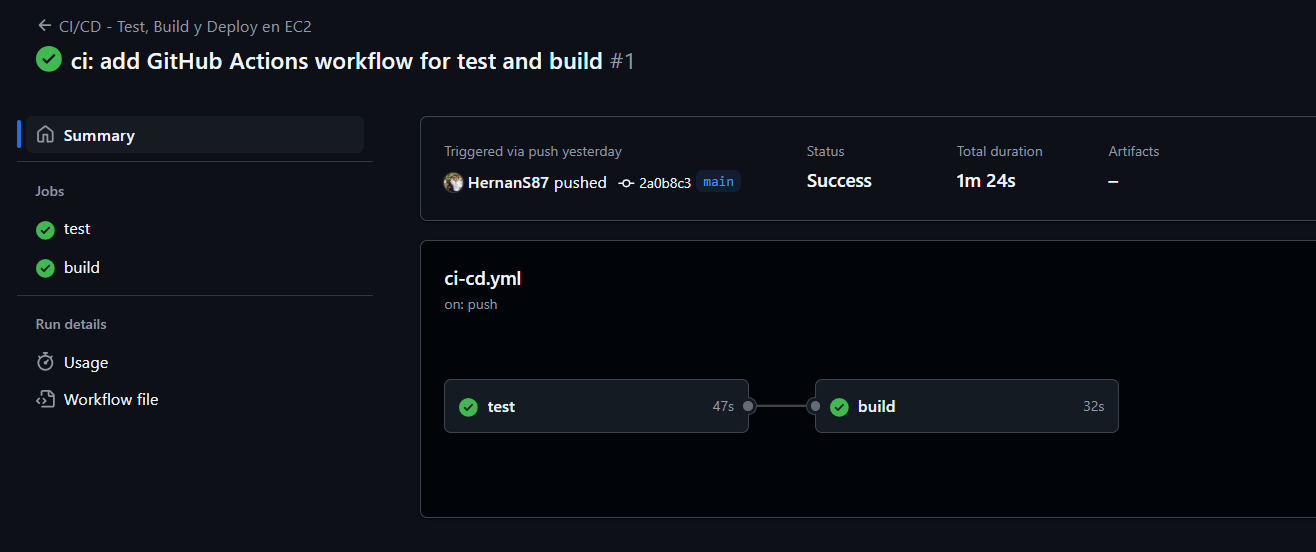 CI/CD - Test, Build y Deploy en EC2
ci: add GitHub Actions workflow for test and build #1
Summary
Jobs
test
build
Run details
Usage
Workflow file
Triggered via push yesterday
HernanS87 pushed 2a0b8c3 main
Status
Success
Total duration
1m 24s
Artifacts
–
ci-cd.yml
on: push
test 47s
build 32s